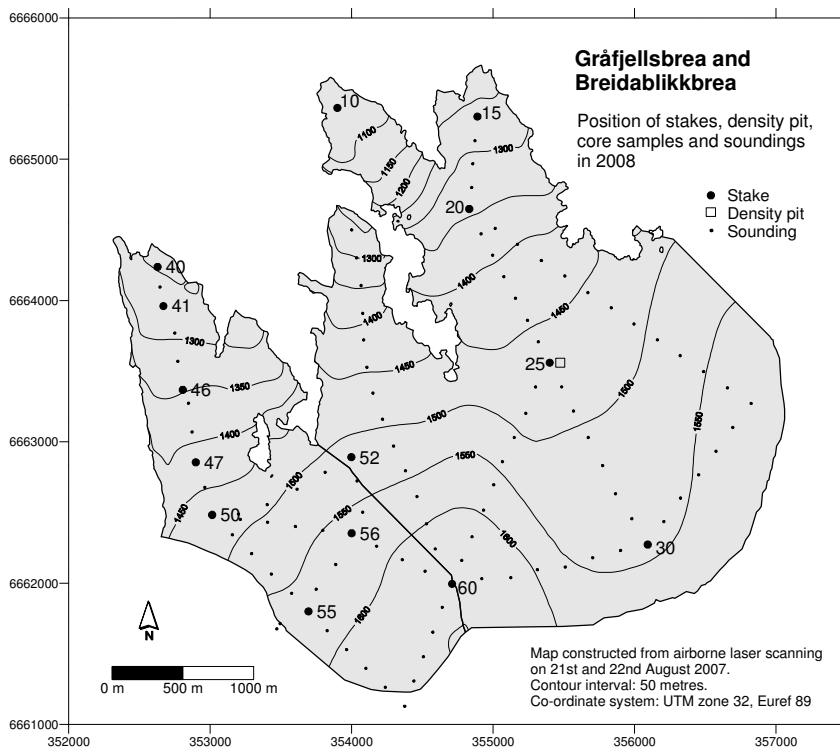 6666000
6665000
6664000
6663000
6662000
6661000
352000
353000
354000
355000
356000
357000
Gråfjellsbrea and
Breidablikkbrea
Position of stakes, density pit,
core samples and soundings
in 2008
Stake
Density pit
Sounding
10
15
1100
1150
1200
1300
20
40
41
1300
1400
1300
1400
1450
1450
25
46
1350
1400
1500
1500
1550
47
52
1500
1550
1450
50
1550
56
1600
30
60
55
1600
N
0 m
500 m
1000 m
Map constructed from airborne laser scanning
on 21st and 22nd August 2007.
Contour interval: 50 metres.
Co-ordinate system: UTM zone 32, Euref 89